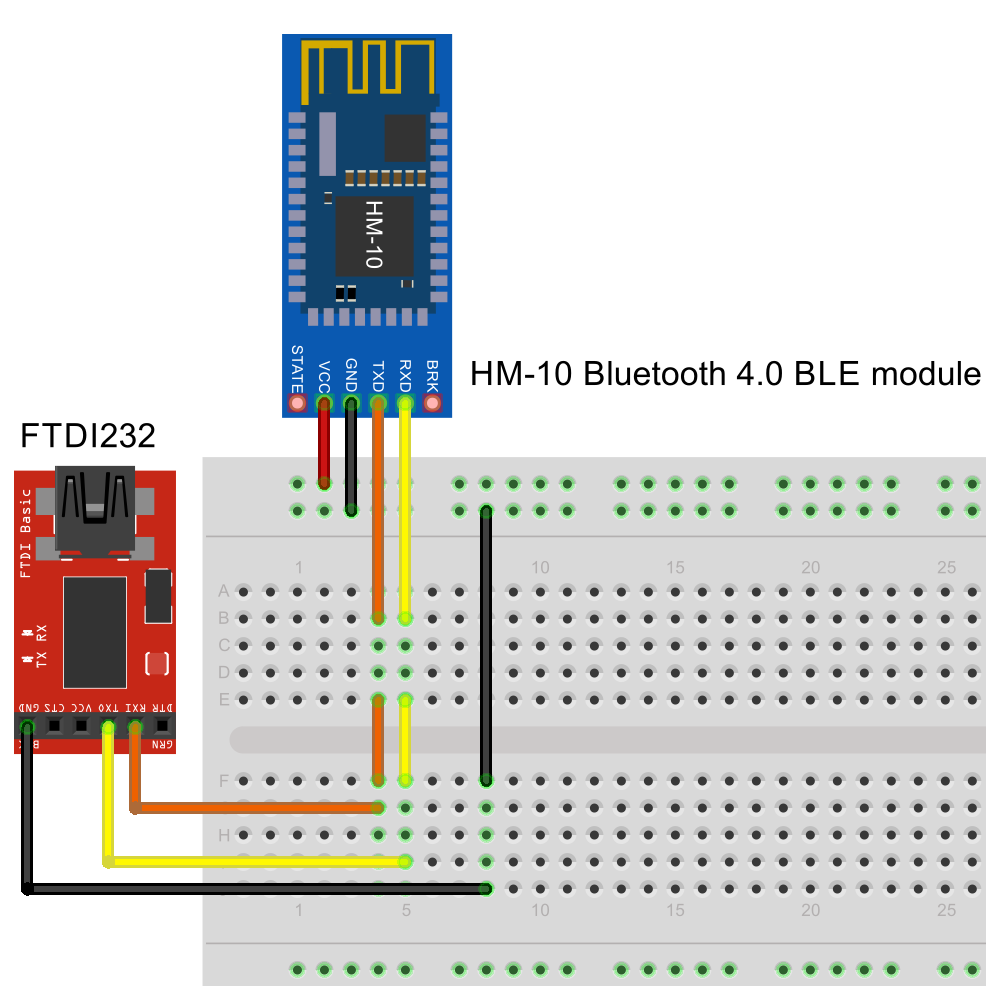 HM-10
STATE
VCC
GND
TXD
RXD
BRK
HM-10 Bluetooth 4.0 BLE module
FTDI232
FTDI Basic
TX RX
GND
CTS
VCC
TXO
RXI
DTR
GRN
1
10
15
20
25
A
B
C
D
E
F
H
1
5
10
15
20
25